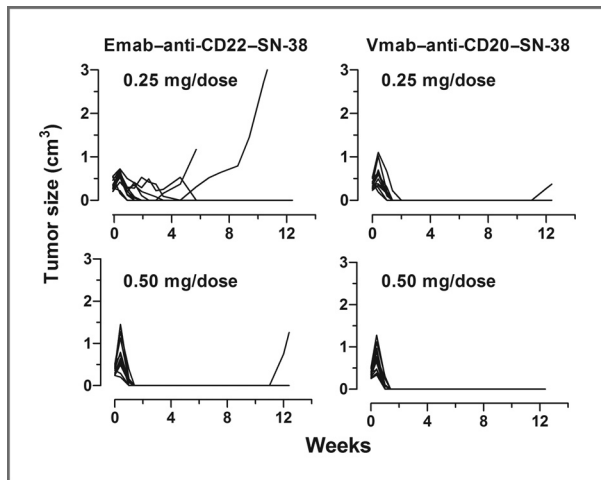 Emab–anti-CD22–SN-38
Vmab–anti-CD20–SN-38
0.25 mg/dose
0.25 mg/dose
3
2
1
0
0 4 8 12
3
2
1
0
0 4 8 12
Tumor size (cm³)
0.50 mg/dose
0.50 mg/dose
3
2
1
0
0 4 8 12
3
2
1
0
0 4 8 12
Weeks